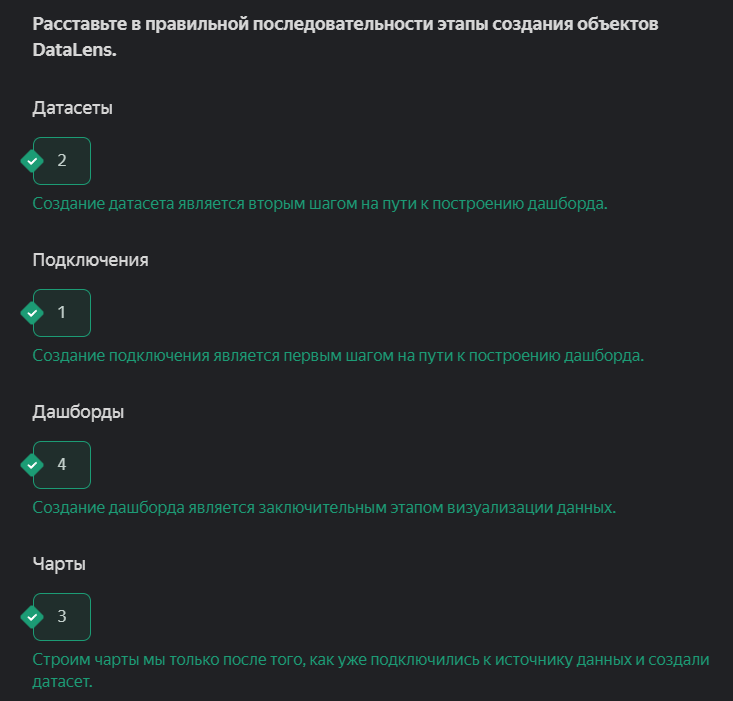 Расставьте в правильной последовательности этапы создания объектов
DataLens.
Датасеты
2
Создание датасета является вторым шагом на пути к построению дашборда.
Подключения
1
Создание подключения является первым шагом на пути к построению дашборда.
Дашборды
4
Создание дашборда является заключительным этапом визуализации данных.
Чарты
3
Строим чарты мы только после того, как уже подключились к источнику данных и создали
датасет.